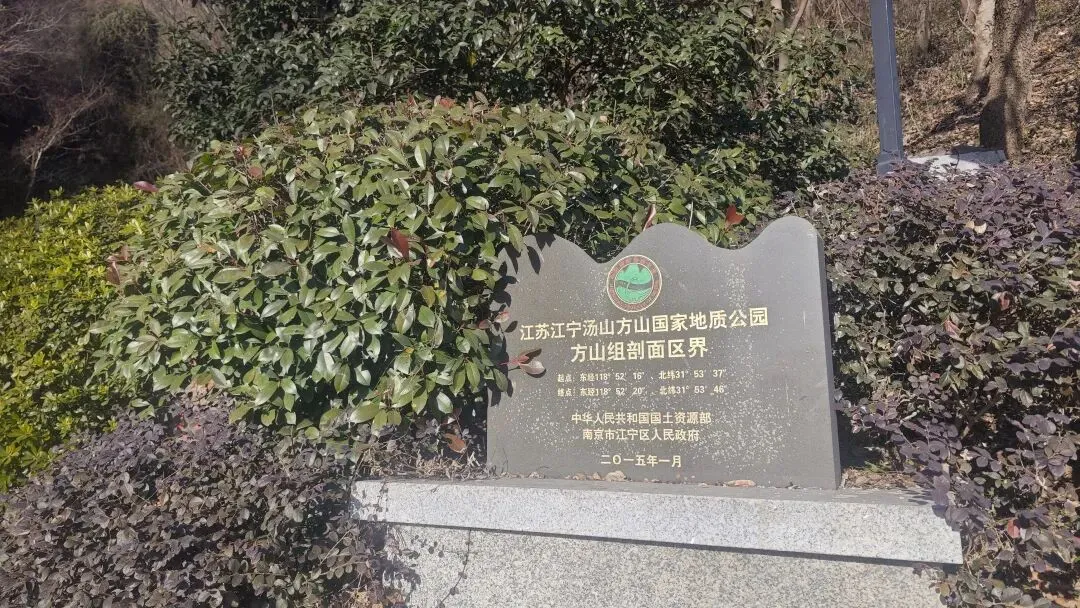 江苏江宁汤山方山国家地质公园
方山组剖面区界
起点：东经118° 52′ 16″ 、北纬31° 53′ 37″
终点：东经118° 52′ 20″ 、北纬31° 53′ 46″
中华人民共和国国土资源部
南京市江宁区人民政府
二〇一五年一月